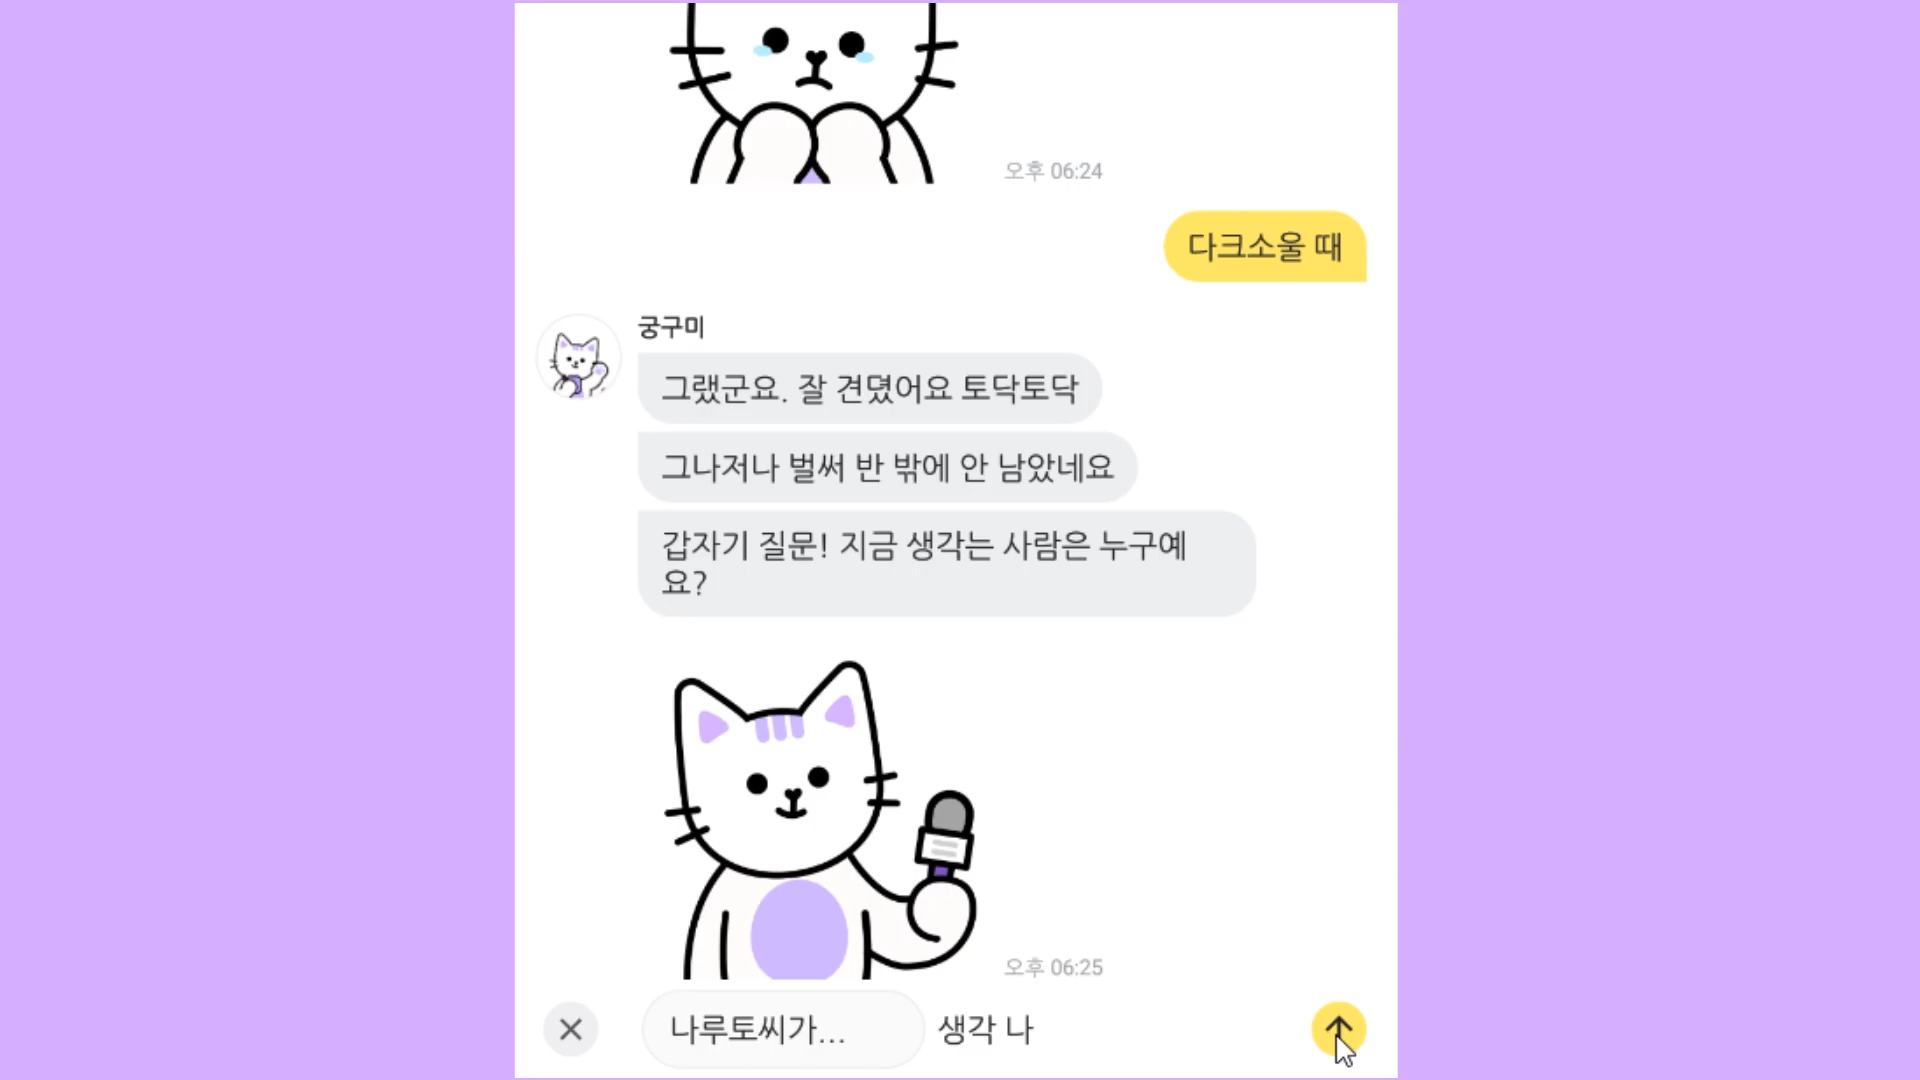 오후 06:24
다크소울 때
궁구미
그랬군요. 잘 견뎠어요 토닥토닥
그나저나 벌써 반 밖에 안 남았네요
갑자기 질문! 지금 생각는 사람은 누구예
요?
오후 06:25
나루토씨가... 생각 나